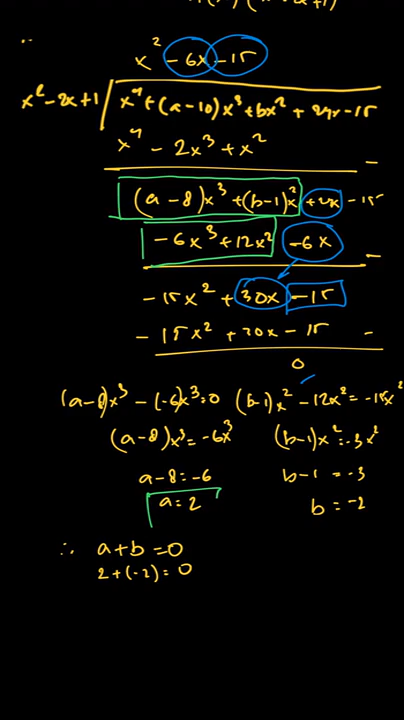 ∴
x² - 6x - 15
x² - 2x + 1 | x⁴ + (a-10)x³ + bx² + 24x - 15
x⁴ - 2x³ + x²
(a-8)x³ + (b-1)x² + 24x - 15
-6x³ + 12x² - 6x
-15x² + 30x - 15
-15x² + 30x - 15
0
(a-8)x³ - (-6)x³ = 0 (b-1)x² - 12x² = -15x²
(a-8)x³ = -6x³ (b-1)x² = -3x²
a-8 = -6 b-1 = -3
a = 2 b = -2
∴ a+b = 0
2+(-2) = 0